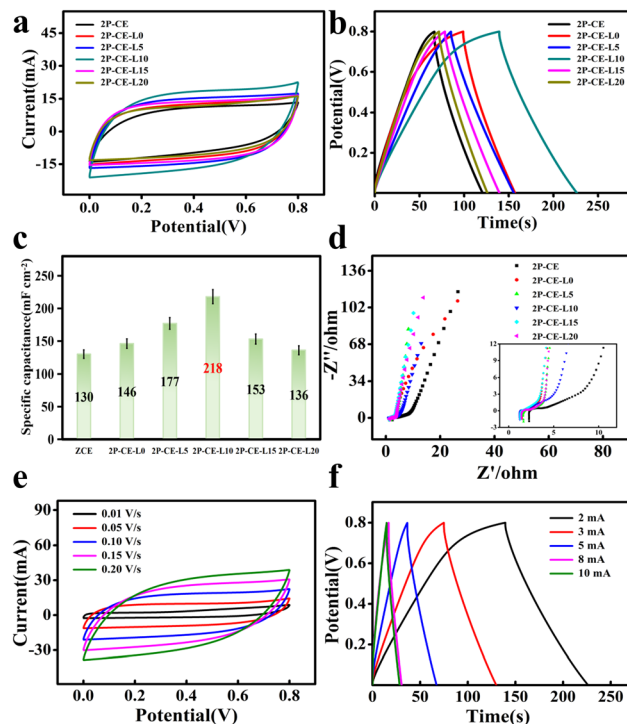 a
45
30
15
0
-15
Current(mA)
2P-CE
2P-CE-L0
2P-CE-L5
2P-CE-L10
2P-CE-L15
2P-CE-L20
0.0 0.2 0.4 0.6 0.8
Potential(V)
b
0.8
0.6
0.4
0.2
Potential(V)
2P-CE
2P-CE-L0
2P-CE-L5
2P-CE-L10
2P-CE-L15
2P-CE-L20
0 50 100 150 200 250
Time(s)
c
250
200
150
100
50
0
Specific capacitance(mF cm-2)
130 146 177 218 153 136
ZCE 2P-CE-L0 2P-CE-L5 2P-CE-L10 2P-CE-L15 2P-CE-L20
d
136
102
68
34
0
-Z''/ohm
2P-CE
2P-CE-L0
2P-CE-L5
2P-CE-L10
2P-CE-L15
2P-CE-L20
12
9
6
3
0
-3
5 10
0 20 40 60 80
Z'/ohm
e
90
60
30
0
-30
Current(mA)
0.01 V/s
0.05 V/s
0.10 V/s
0.15 V/s
0.20 V/s
0.0 0.2 0.4 0.6 0.8
Potential(V)
f
0.8
0.6
0.4
0.2
0
Potential(V)
2 mA
3 mA
5 mA
8 mA
10 mA
0 50 100 150 200 250
Time(s)